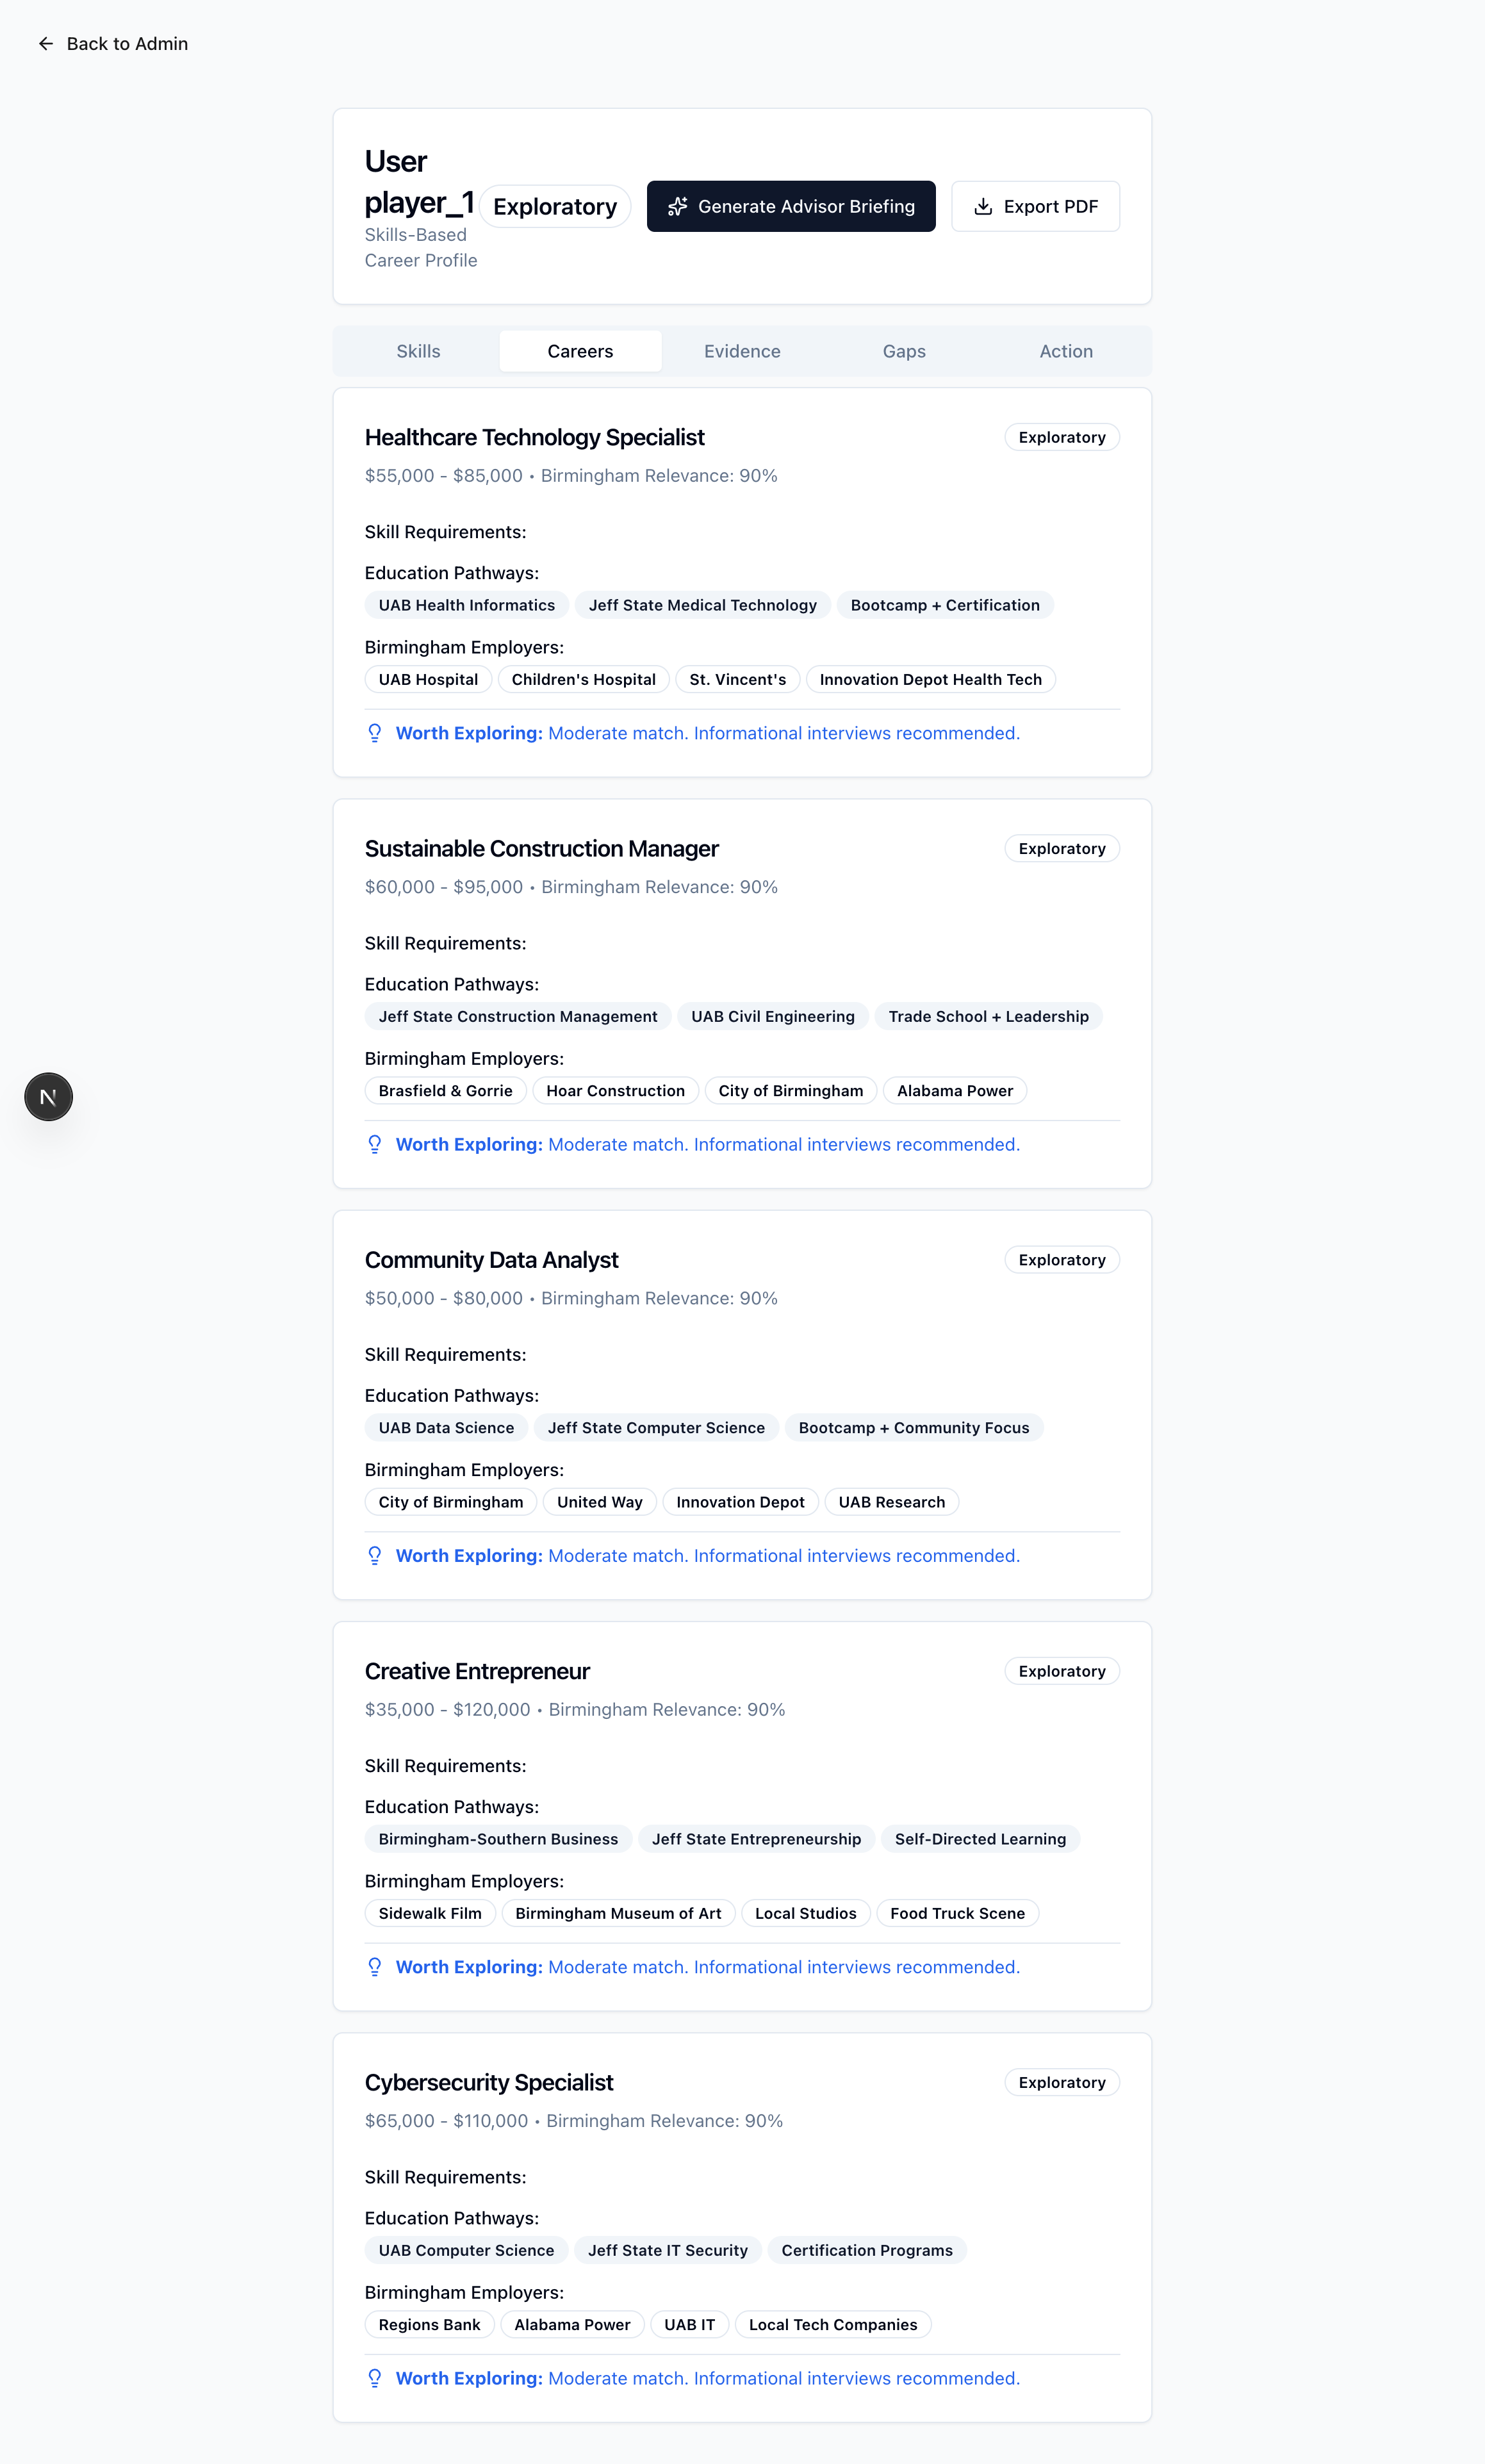 Back to Admin
User
player_1
Skills-Based
Career Profile
Exploratory
Generate Advisor Briefing
Export PDF
Skills Careers Evidence Gaps Action
Healthcare Technology Specialist Exploratory
$55,000 - $85,000 • Birmingham Relevance: 90%
Skill Requirements:
Education Pathways:
UAB Health Informatics Jeff State Medical Technology Bootcamp + Certification
Birmingham Employers:
UAB Hospital Children's Hospital St. Vincent's Innovation Depot Health Tech
Worth Exploring: Moderate match. Informational interviews recommended.
Sustainable Construction Manager Exploratory
$60,000 - $95,000 • Birmingham Relevance: 90%
Skill Requirements:
Education Pathways:
Jeff State Construction Management UAB Civil Engineering Trade School + Leadership
Birmingham Employers:
Brasfield & Gorrie Hoar Construction City of Birmingham Alabama Power
Worth Exploring: Moderate match. Informational interviews recommended.
N
Community Data Analyst Exploratory
$50,000 - $80,000 • Birmingham Relevance: 90%
Skill Requirements:
Education Pathways:
UAB Data Science Jeff State Computer Science Bootcamp + Community Focus
Birmingham Employers:
City of Birmingham United Way Innovation Depot UAB Research
Worth Exploring: Moderate match. Informational interviews recommended.
Creative Entrepreneur Exploratory
$35,000 - $120,000 • Birmingham Relevance: 90%
Skill Requirements:
Education Pathways:
Birmingham-Southern Business Jeff State Entrepreneurship Self-Directed Learning
Birmingham Employers:
Sidewalk Film Birmingham Museum of Art Local Studios Food Truck Scene
Worth Exploring: Moderate match. Informational interviews recommended.
Cybersecurity Specialist Exploratory
$65,000 - $110,000 • Birmingham Relevance: 90%
Skill Requirements:
Education Pathways:
UAB Computer Science Jeff State IT Security Certification Programs
Birmingham Employers:
Regions Bank Alabama Power UAB IT Local Tech Companies
Worth Exploring: Moderate match. Informational interviews recommended.